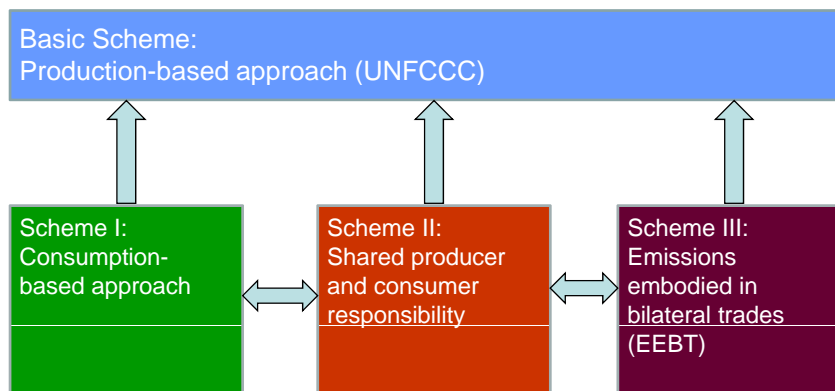 Basic Scheme:
Production-based approach (UNFCCC)
Scheme I:
Consumption-
based approach
Scheme II:
Shared producer
and consumer
responsibility
Scheme III:
Emissions
embodied in
bilateral trades
(EEBT)